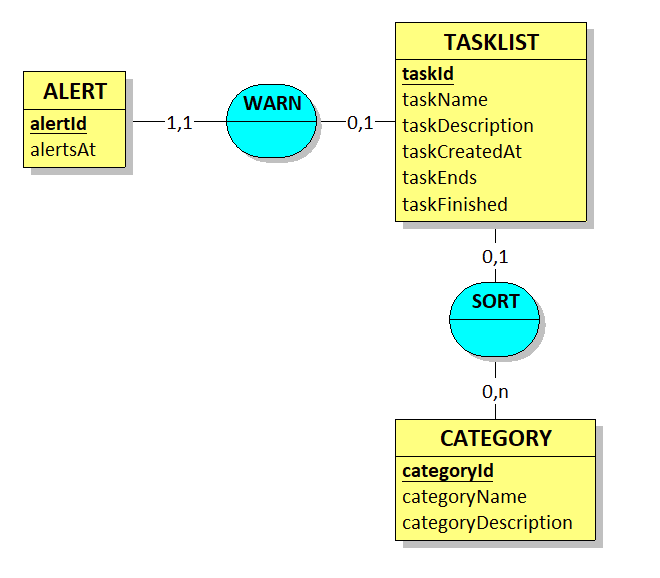 ALERT
alertId
alertsAt
1,1
WARN
0,1
TASKLIST
taskId
taskName
taskDescription
taskCreatedAt
taskEnds
taskFinished
0,1
SORT
0,n
CATEGORY
categoryId
categoryName
categoryDescription